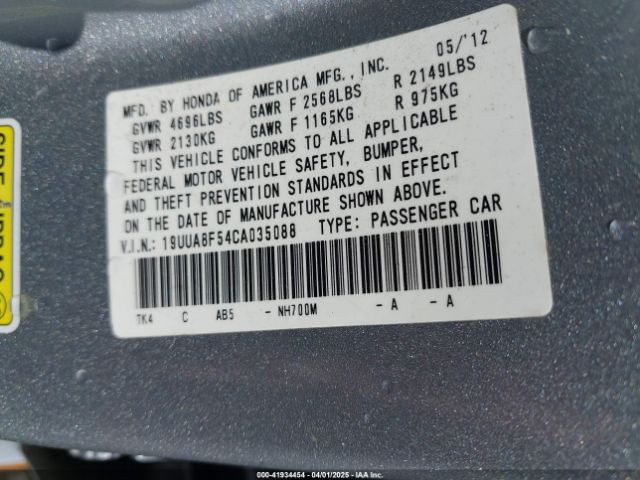 05/'12
MFD. BY HONDA OF AMERICA MFG., INC.
GVWR 4696LBS GAWR F 2568LBS R 2149LBS
GVWR 2130KG GAWR F 1165KG R 975KG
THIS VEHICLE CONFORMS TO ALL APPLICABLE
FEDERAL MOTOR VEHICLE SAFETY, BUMPER,
AND THEFT PREVENTION STANDARDS IN EFFECT
ON THE DATE OF MANUFACTURE SHOWN ABOVE.
V.I.N.: 19UUA8F54CA035088 TYPE: PASSENGER CAR
TK4 C AB5 - NH700M - A - A
SIDE
000-41934454 | 04/01/2025 | IAA Inc.